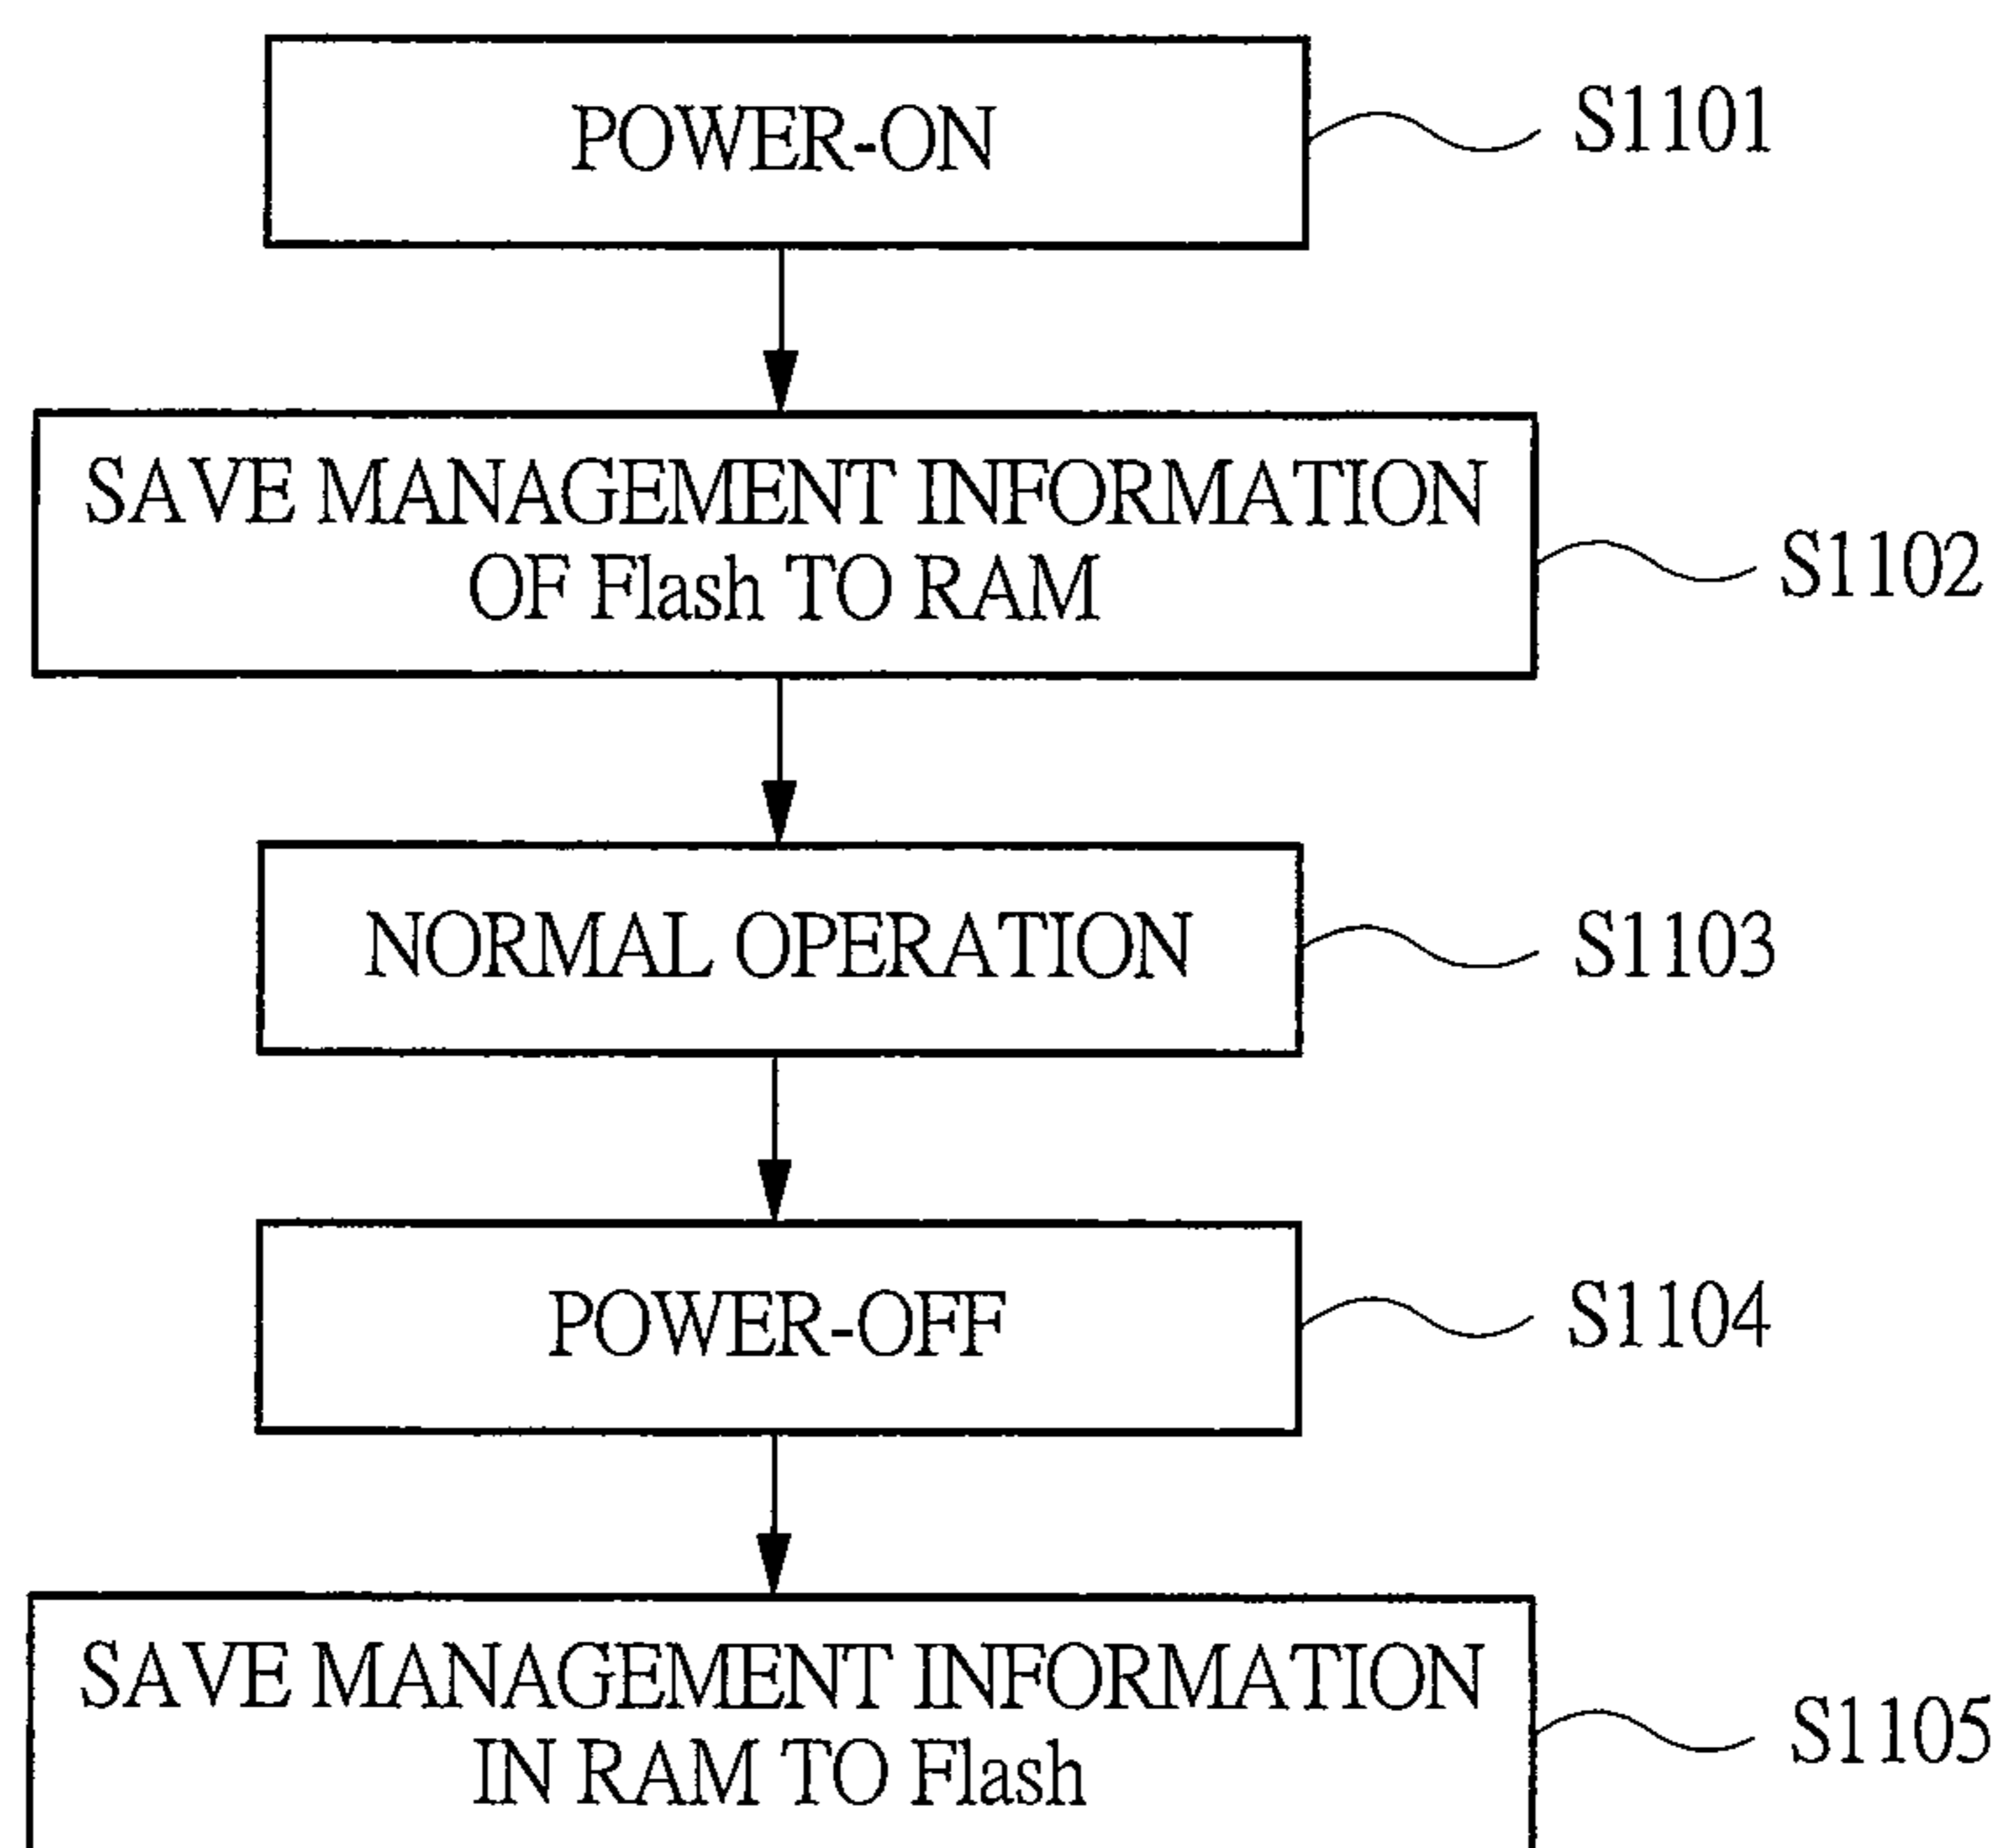 POWER-ON
S1101
SAVE MANAGEMENT INFORMATION
OF Flash TO RAM
S1102
NORMAL OPERATION
S1103
POWER-OFF
S1104
SAVE MANAGEMENT INFORMATION
IN RAM TO Flash
S1105